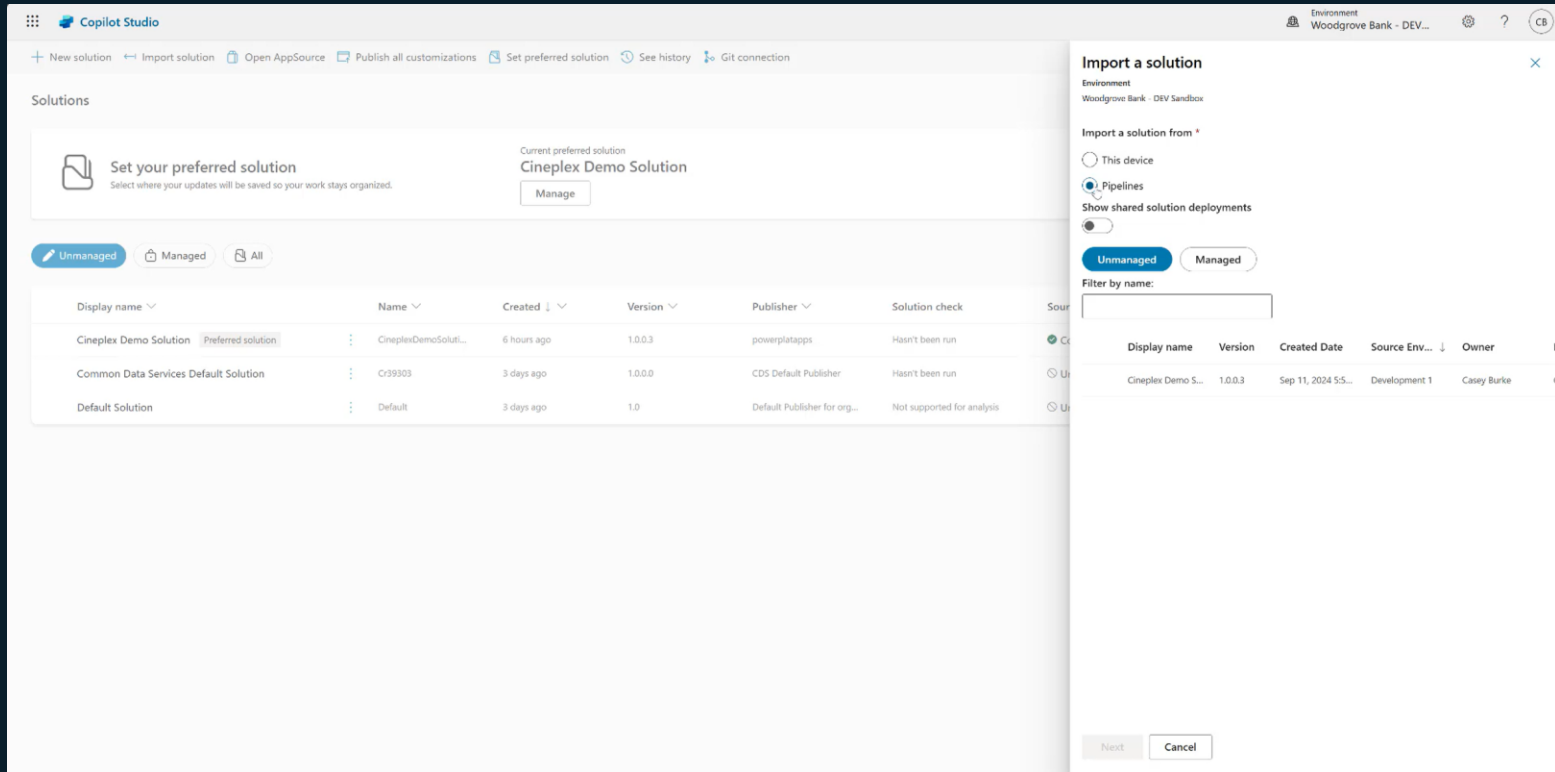 Copilot Studio
Environment
Woodgrove Bank - DEV...
?
CB
New solution Import solution Open AppSource Publish all customizations Set preferred solution See history Git connection
Solutions
Set your preferred solution
Select where your updates will be saved so your work stays organized.
Current preferred solution
Cineplex Demo Solution
Manage
Unmanaged Managed All
Display name Name Created ↓ Version Publisher Solution check Sour
Cineplex Demo Solution Preferred solution CineplexDemoSoluti... 6 hours ago 1.0.0.3 powerplatapps Hasn't been run Co
Common Data Services Default Solution Cr39303 3 days ago 1.0.0.0 CDS Default Publisher Hasn't been run Un
Default Solution Default 3 days ago 1.0 Default Publisher for org... Not supported for analysis Un
Import a solution
Environment
Woodgrove Bank - DEV Sandbox
Import a solution from *
This device
Pipelines
Show shared solution deployments
Unmanaged Managed
Filter by name:
Display name Version Created Date Source Env... ↓ Owner
Cineplex Demo S... 1.0.0.3 Sep 11, 2024 5:5... Development 1 Casey Burke
Next Cancel